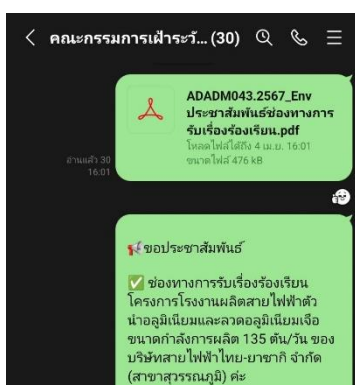 คณะกรรมการเฝ้าระวั... (30)
ADADM043.2567_Env
ประชาสัมพันธ์ช่องทางการ
รับเรื่องร้องเรียน.pdf
โหลดไฟล์ได้ถึง 4 เม.ย. 16:01
ขนาดไฟล์ 476 kB
อ่านแล้ว 30
16:01
📢 ขอประชาสัมพันธ์
✅ ช่องทางการรับเรื่องร้องเรียน
โครงการโรงงานผลิตสายไฟฟ้าตัว
นำอลูมิเนียมและลวดอลูมิเนียมเจือ
ขนาดกำลังการผลิต 135 ตัน/วัน ของ
บริษัทสายไฟฟ้าไทย-ยาซากิ จำกัด
(สาขาสุวรรณภูมิ) ค่ะ